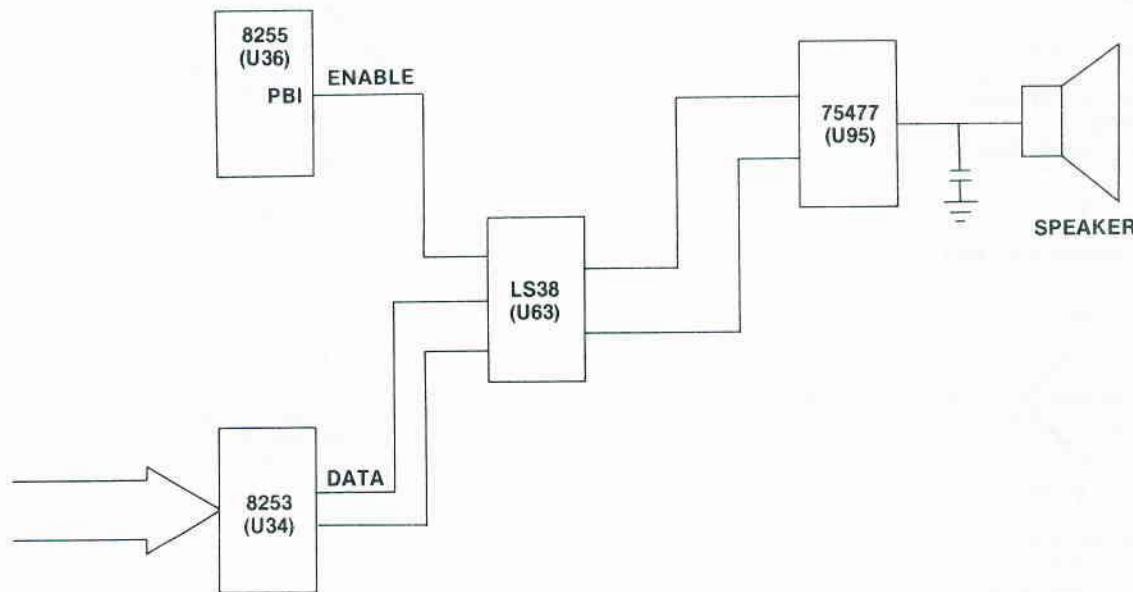 8255
(U36)
ENABLE
PBI
75477
(U95)
SPEAKER
LS38
(U63)
DATA
8253
(U34)